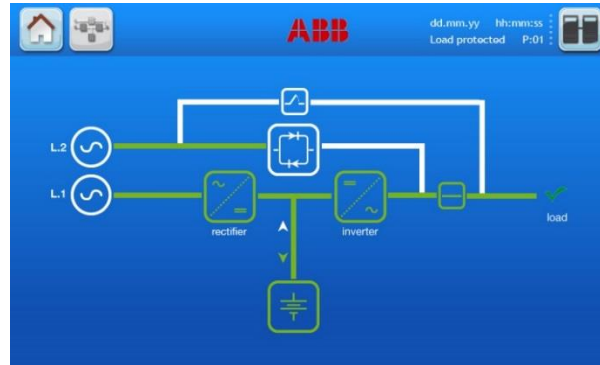 ABB
dd.mm.yy hh:mm:ss
Load protected P:01
L.2
L.1
rectifier
inverter
load